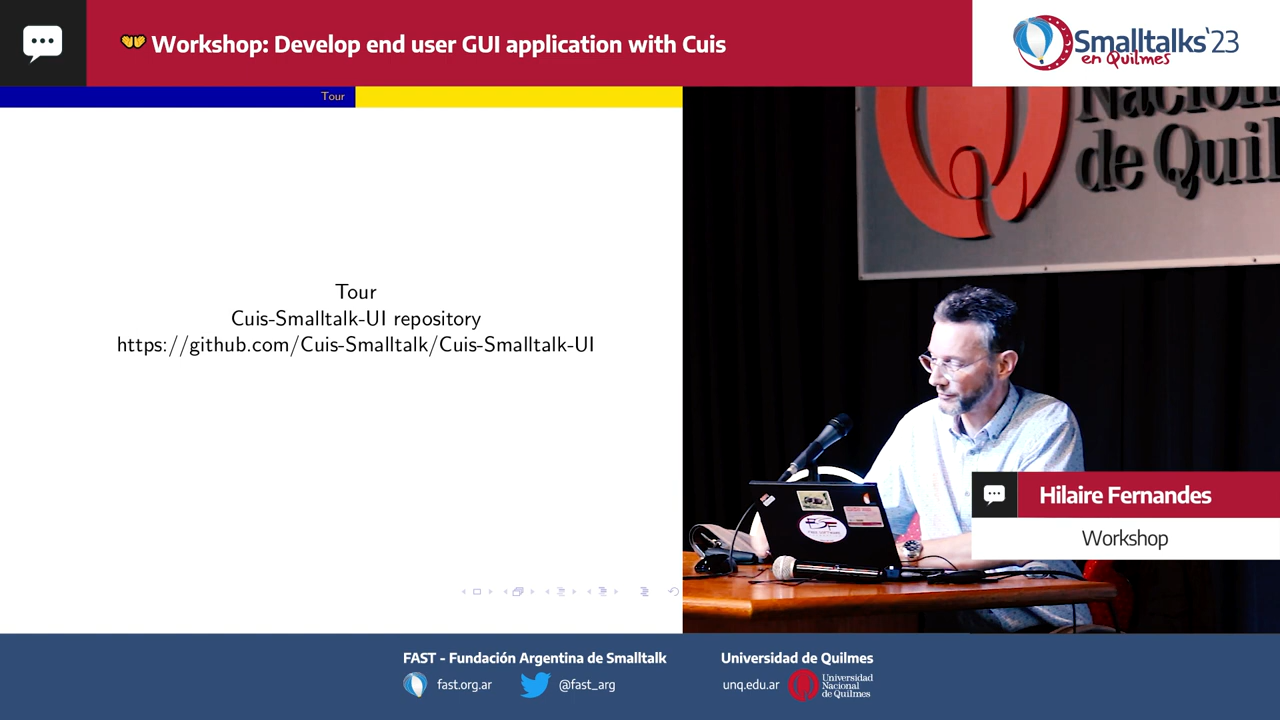 Workshop: Develop end user GUI application with Cuis
Smalltalks'23
en Quilmes
Tour
Tour
Cuis-Smalltalk-UI repository
https://github.com/Cuis-Smalltalk/Cuis-Smalltalk-UI
Nacional
de Quil
FSF
Hilaire Fernandes
Workshop
FAST - Fundación Argentina de Smalltalk
fast.org.ar
@fast_arg
Universidad de Quilmes
unq.edu.ar
Universidad
Nacional
de Quilmes